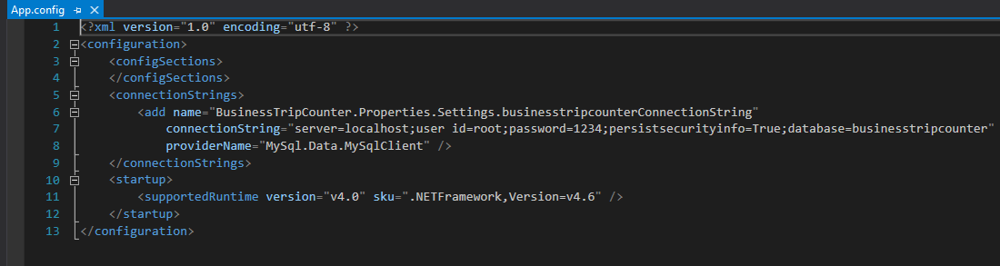 App.config
1 <?xml version="1.0" encoding="utf-8" ?>
2 <configuration>
3 <configSections>
4 </configSections>
5 <connectionStrings>
6 <add name="BusinessTripCounter.Properties.Settings.businesstripcounterConnectionString"
7 connectionString="server=localhost;user id=root;password=1234;persistsecurityinfo=True;database=businesstripcounter"
8 providerName="MySql.Data.MySqlClient" />
9 </connectionStrings>
10 <startup>
11 <supportedRuntime version="v4.0" sku=".NETFramework,Version=v4.6" />
12 </startup>
13 </configuration>